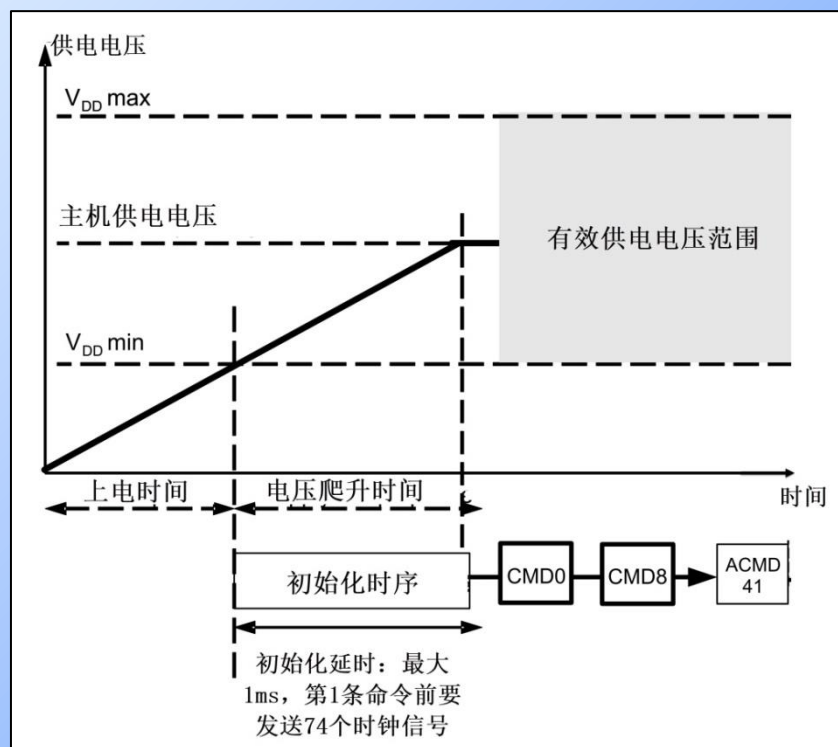 供电电压
V_DD max
主机供电电压
有效供电电压范围
V_DD min
上电时间
电压爬升时间
时间
初始化时序
CMD0
CMD8
ACMD
41
初始化延时：最大
1ms，第1条命令前要
发送74个时钟信号